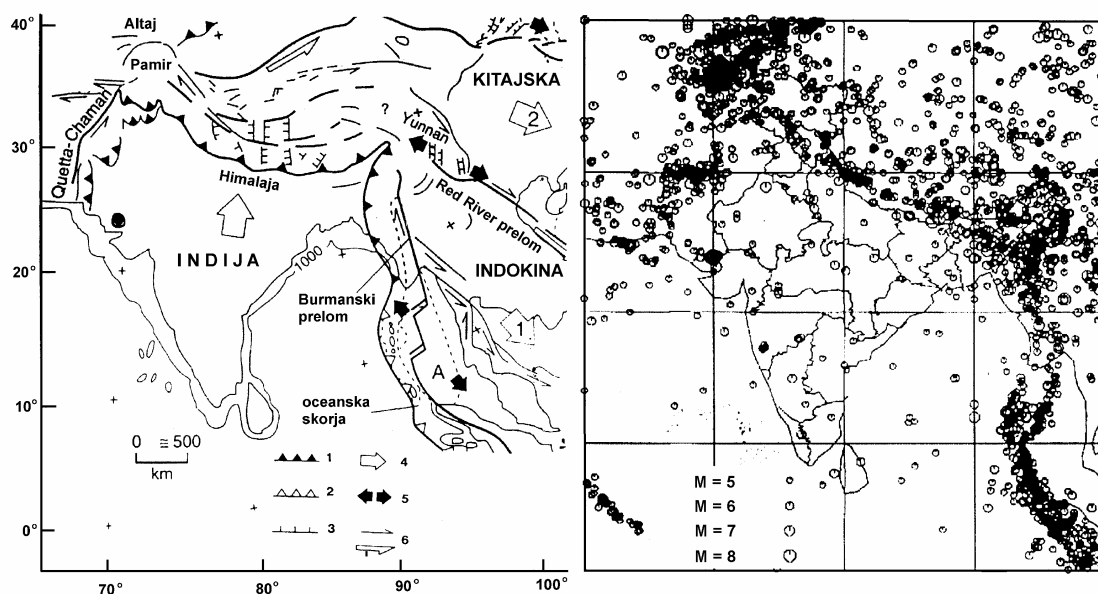 40°
Altaj
Pamir
KITAJSKA
2
Quetta-Chaman
?
Yunnan
30°
Himalaja
Red River prelom
INDIJA
1000
20°
INDOKINA
Burmanski
prelom
1
A
10°
oceanska
skorja
0 ≅ 500
km
1
4
2
5
3
6
0°
70°
80°
90°
100°
M = 5
M = 6
M = 7
M = 8